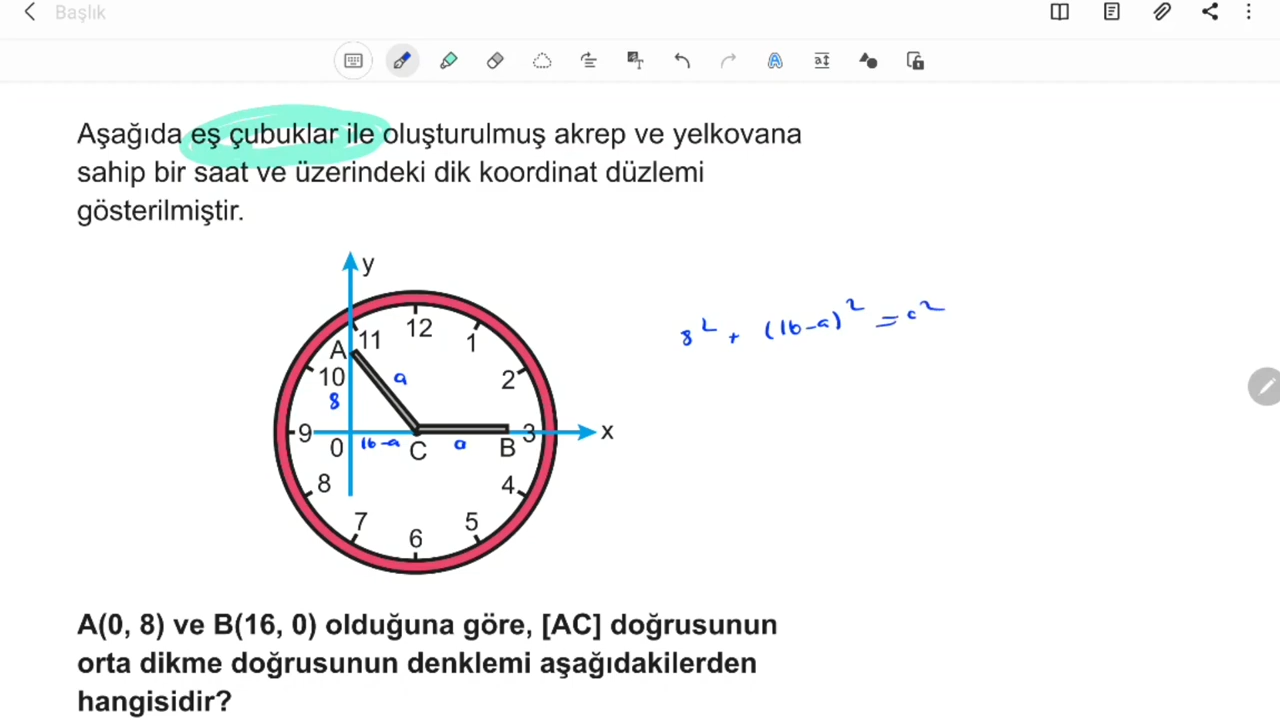 Başlık
Aşağıda eş çubuklar ile oluşturulmuş akrep ve yelkovana
sahip bir saat ve üzerindeki dik koordinat düzlemi
gösterilmiştir.
y
12
11
1
A
10
a
2
8
8² + (16-a)² = a²
9
0
16-a
C
a
B
3
x
8
4
7
5
6
A(0, 8) ve B(16, 0) olduğuna göre, [AC] doğrusunun
orta dikme doğrusunun denklemi aşağıdakilerden
hangisidir?